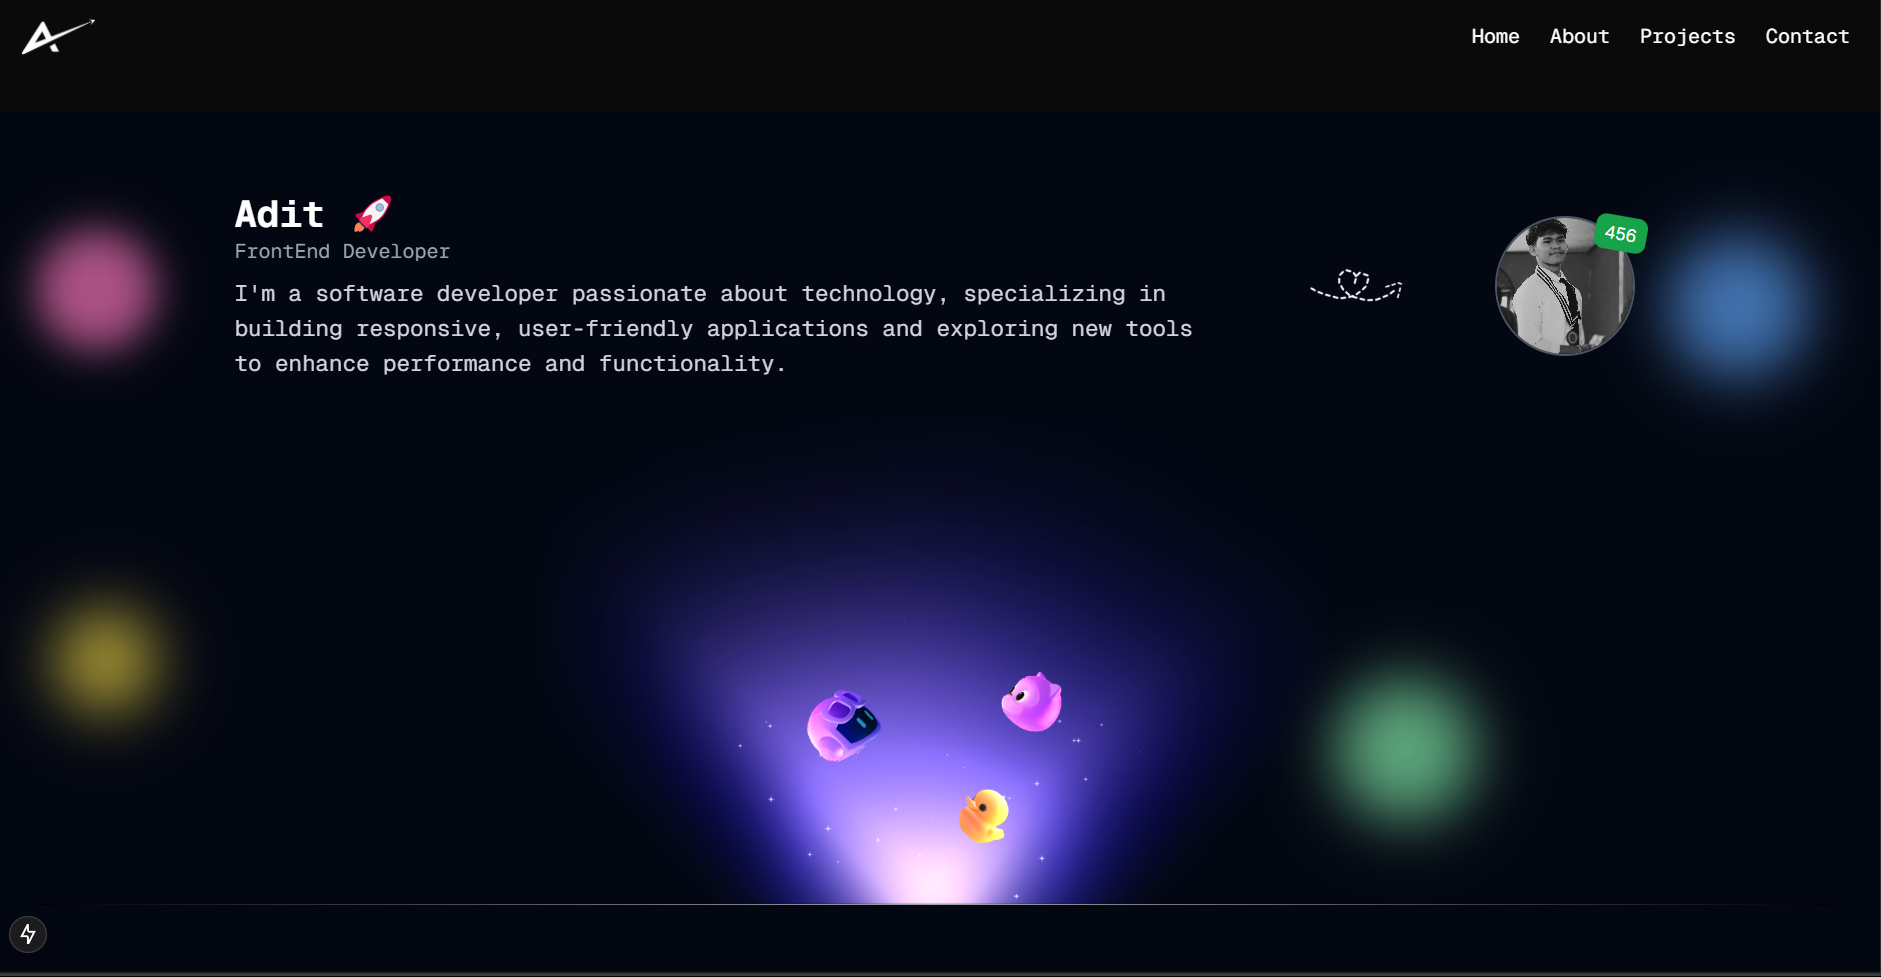 Home About Projects Contact
Adit 🚀
456
FrontEnd Developer
I'm a software developer passionate about technology, specializing in
building responsive, user-friendly applications and exploring new tools
to enhance performance and functionality.